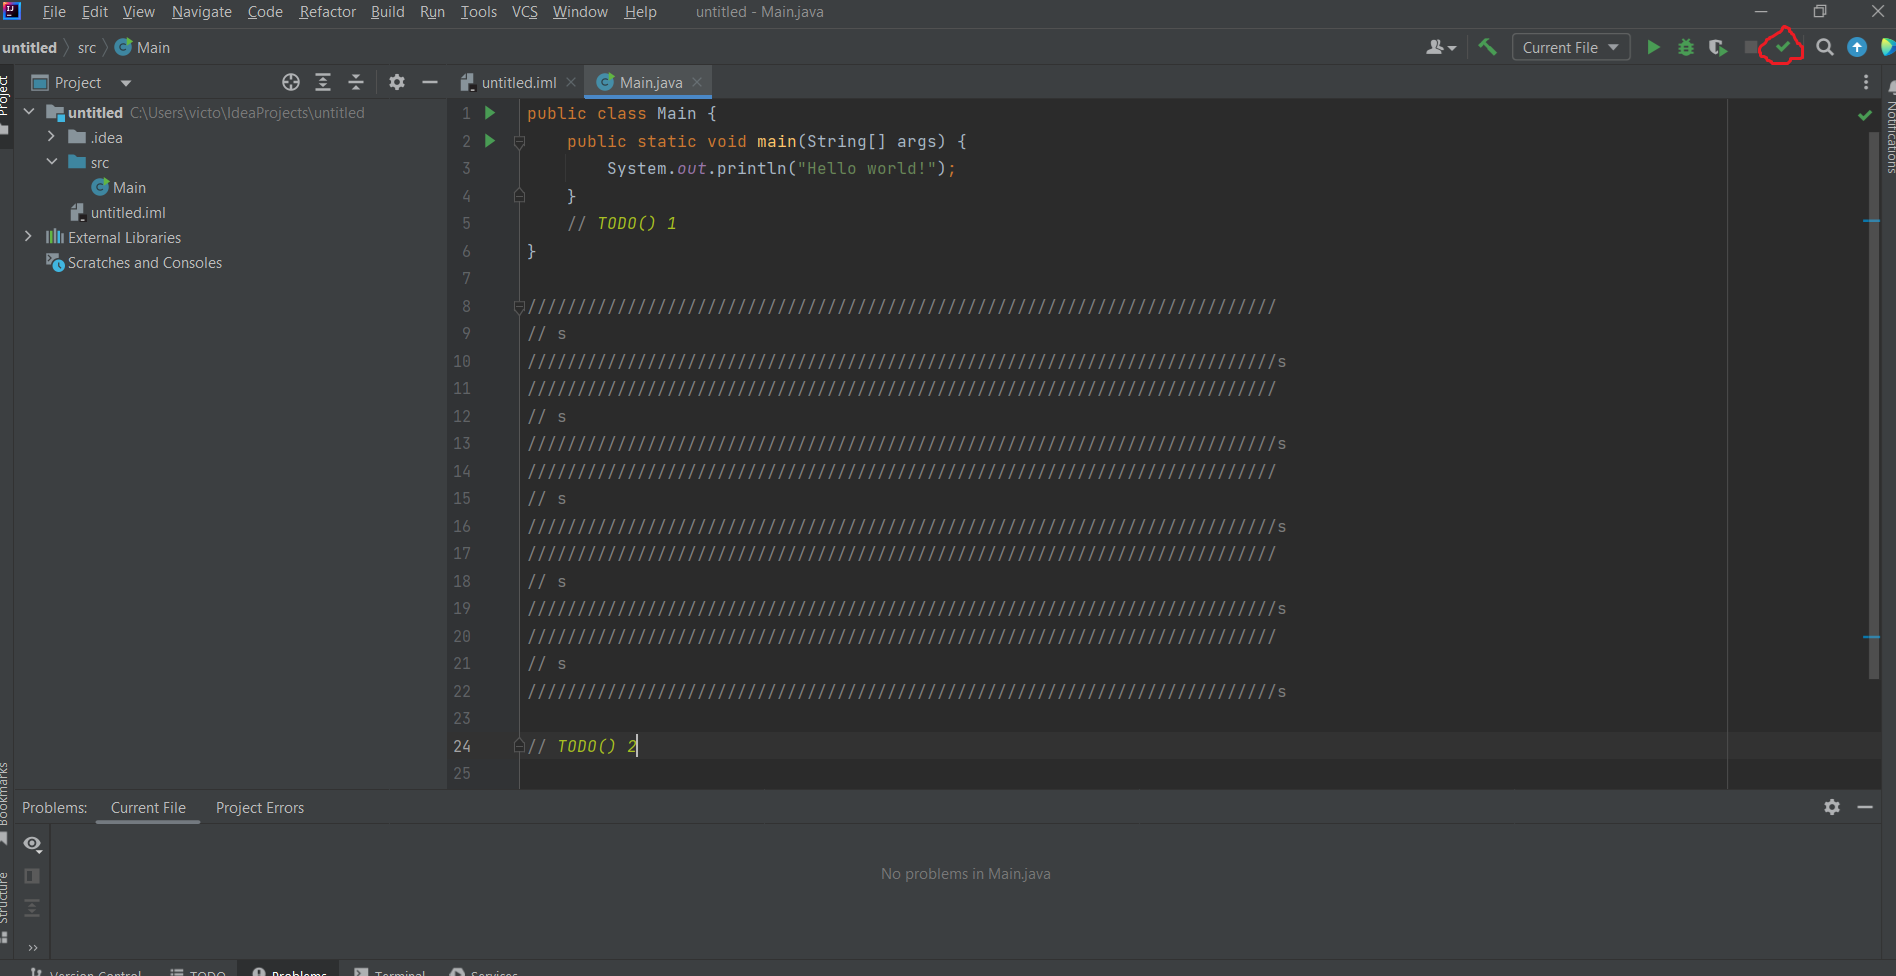 File Edit View Navigate Code Refactor Build Run Tools VCS Window Help untitled - Main.java
untitled src Main Current File
Project
Project
untitled.iml
Main.java
untitled C:\Users\victo\IdeaProjects\untitled
.idea
src
Main
untitled.iml
External Libraries
Scratches and Consoles
1 public class Main {
2 public static void main(String[] args) {
3 System.out.println("Hello world!");
4 }
5 // TODO() 1
6 }
7
8 ///////////////////////////////////////////////////////////////////////////
9 // s
10 ///////////////////////////////////////////////////////////////////////////s
11 ///////////////////////////////////////////////////////////////////////////
12 // s
13 ///////////////////////////////////////////////////////////////////////////s
14 ///////////////////////////////////////////////////////////////////////////
15 // s
16 ///////////////////////////////////////////////////////////////////////////s
17 ///////////////////////////////////////////////////////////////////////////
18 // s
19 ///////////////////////////////////////////////////////////////////////////s
20 ///////////////////////////////////////////////////////////////////////////
21 // s
22 ///////////////////////////////////////////////////////////////////////////s
23
24 // TODO() 2
25
Notifications
Bookmarks
Structure
Problems: Current File Project Errors
No problems in Main.java
Version Control TODO Problems Terminal Services